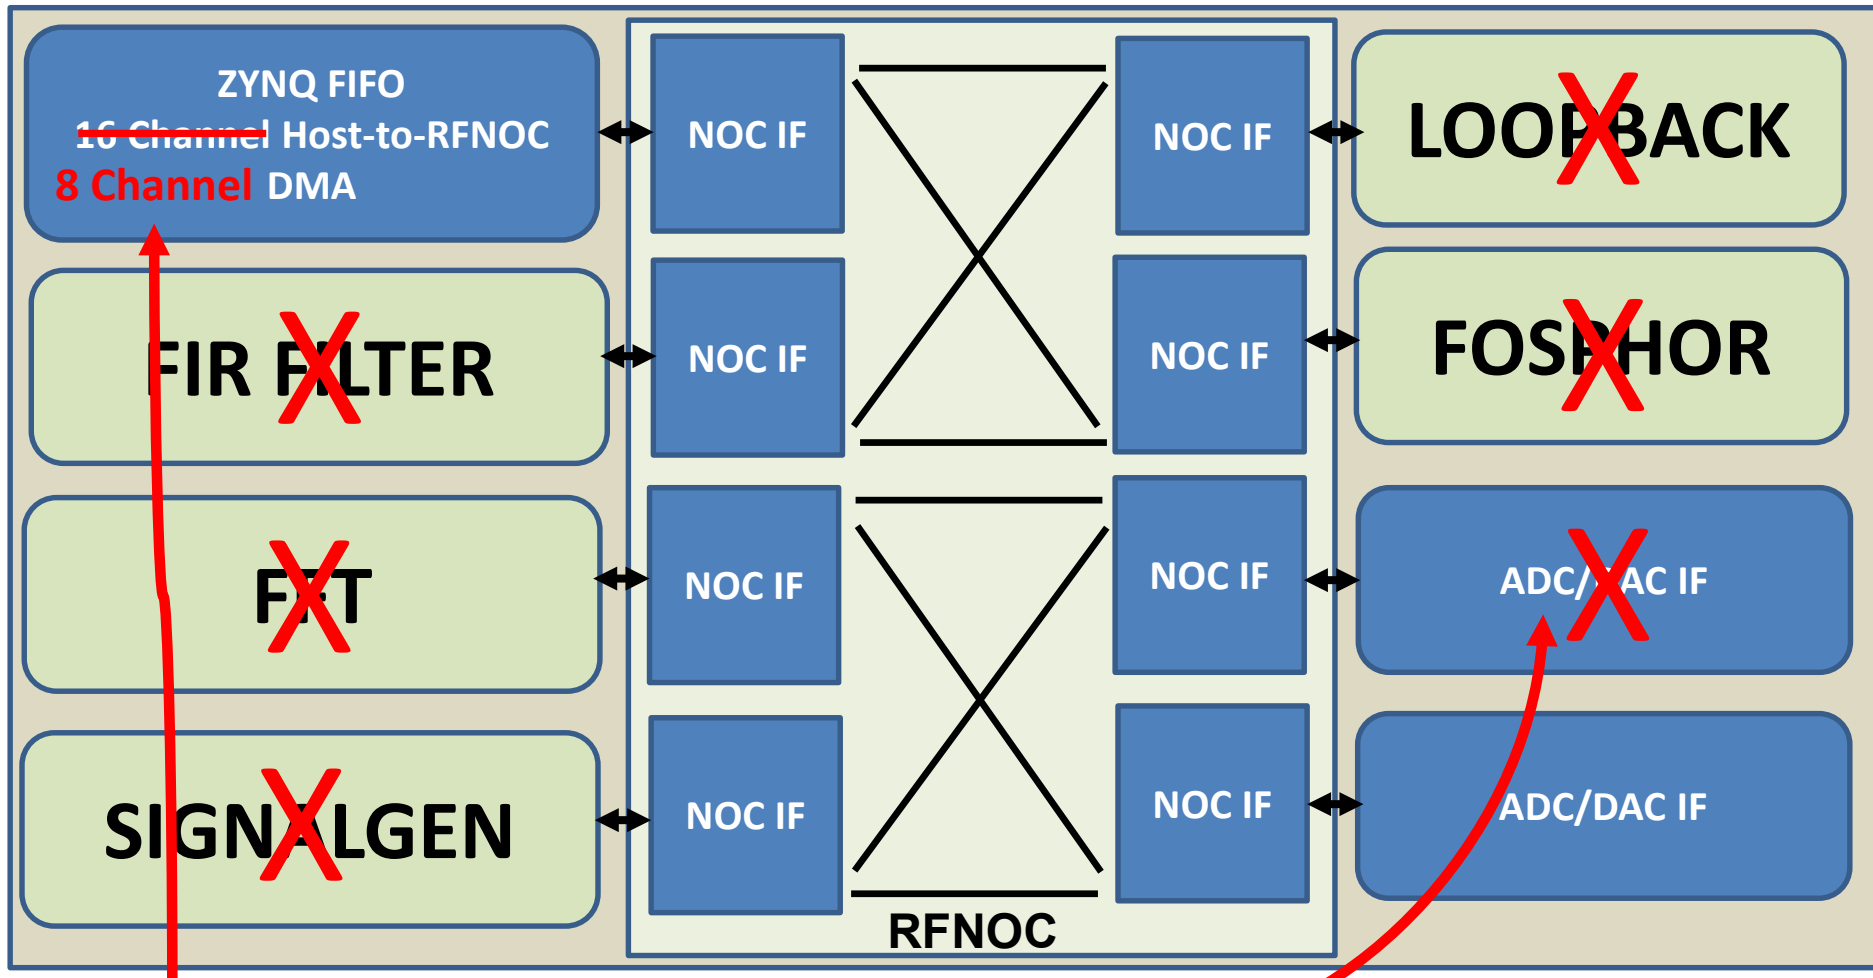 ZYNQ FIFO
16 Channel Host-to-RFNOC
8 Channel DMA
NOC IF
NOC IF
LOOPBACK
X
FIR FILTER
X
NOC IF
NOC IF
FOSPHOR
X
FFT
X
NOC IF
NOC IF
ADC/DAC IF
X
SIGNALGEN
X
NOC IF
NOC IF
ADC/DAC IF
RFNOC